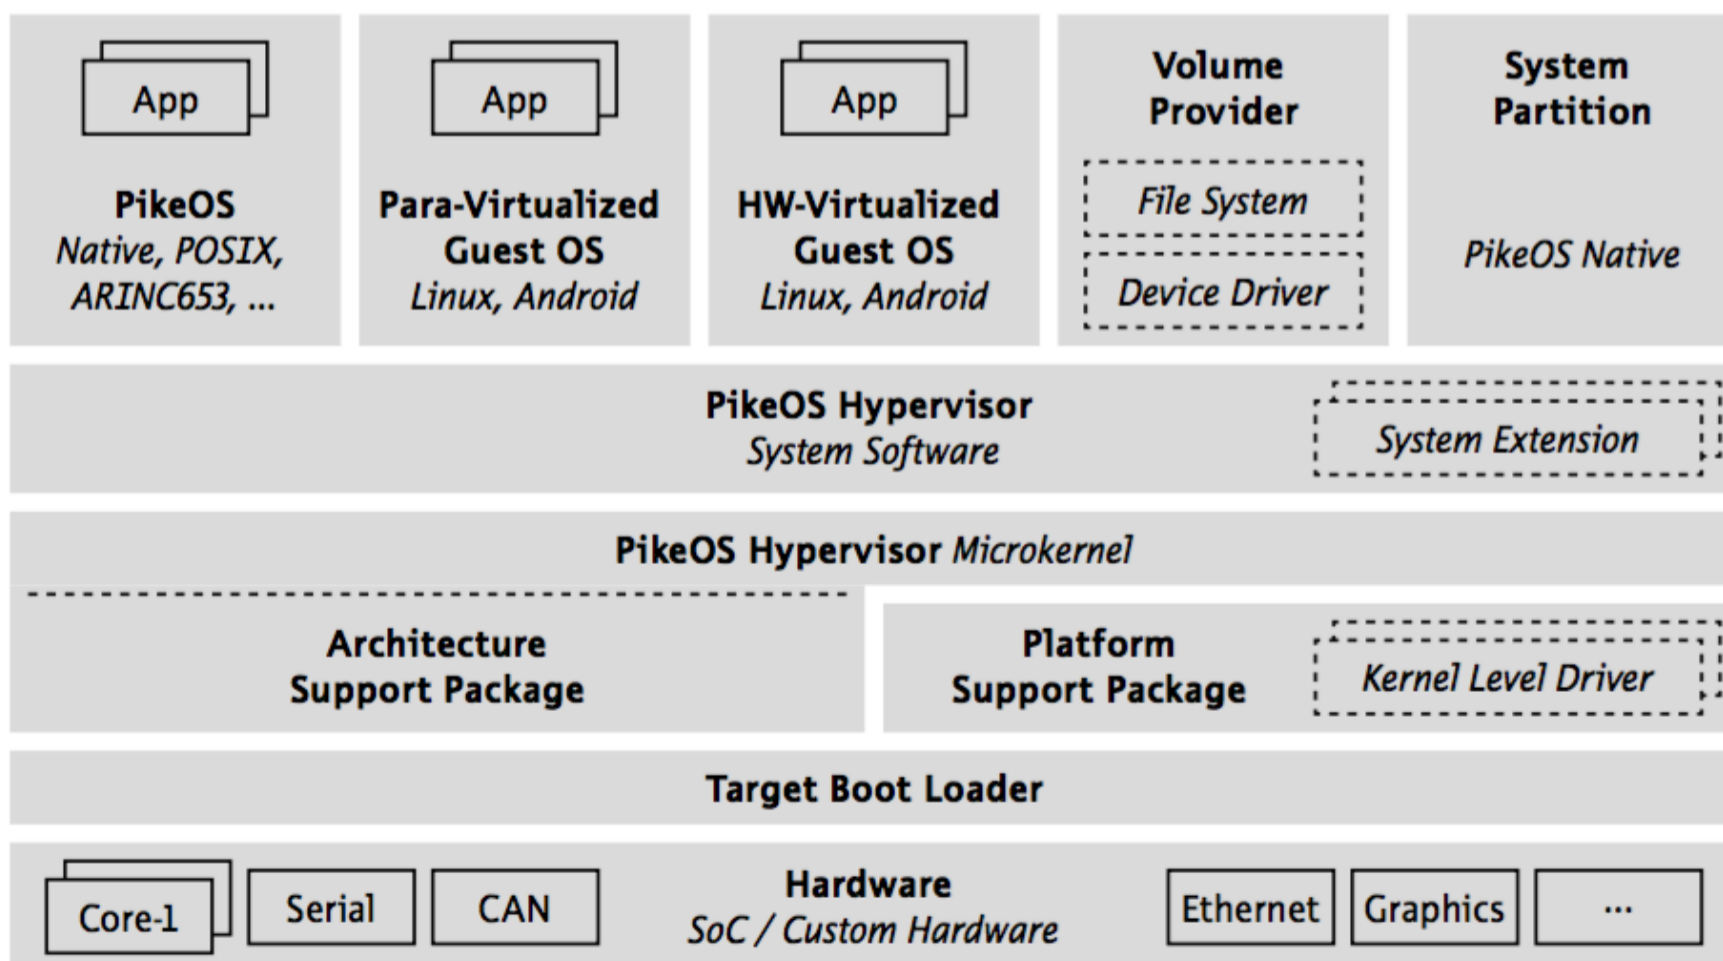 App
PikeOS
Native, POSIX,
ARINC653, ...
App
Para-Virtualized
Guest OS
Linux, Android
App
HW-Virtualized
Guest OS
Linux, Android
Volume
Provider
File System
Device Driver
System
Partition
PikeOS Native
PikeOS Hypervisor
System Software
System Extension
PikeOS Hypervisor Microkernel
Architecture
Support Package
Platform
Support Package
Kernel Level Driver
Target Boot Loader
Core-1
Serial
CAN
Hardware
SoC / Custom Hardware
Ethernet
Graphics
...